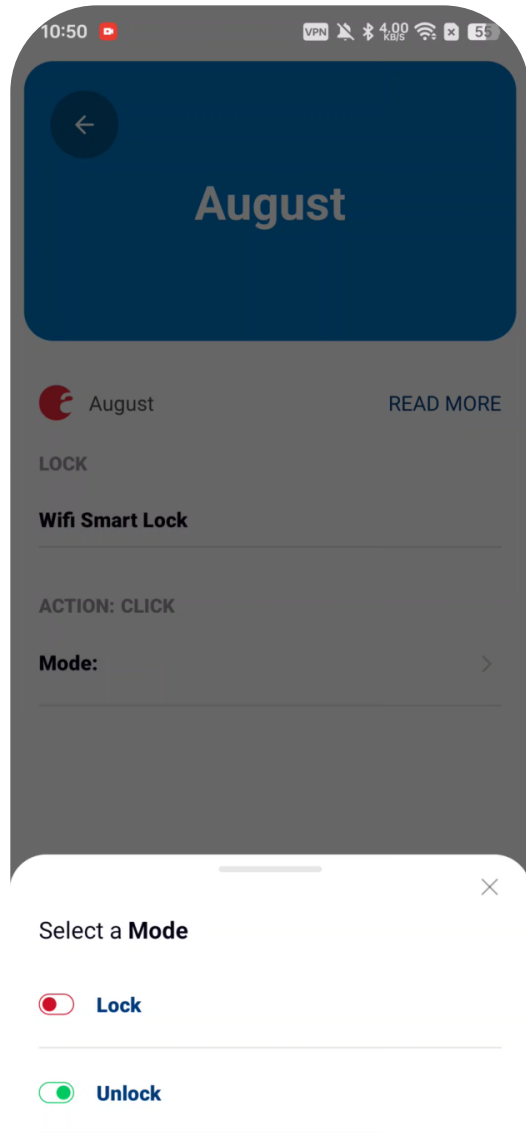 10:50 VPN 4.00 KB/S 55
August
August READ MORE
LOCK
Wifi Smart Lock
ACTION: CLICK
Mode:
Select a Mode
Lock
Unlock